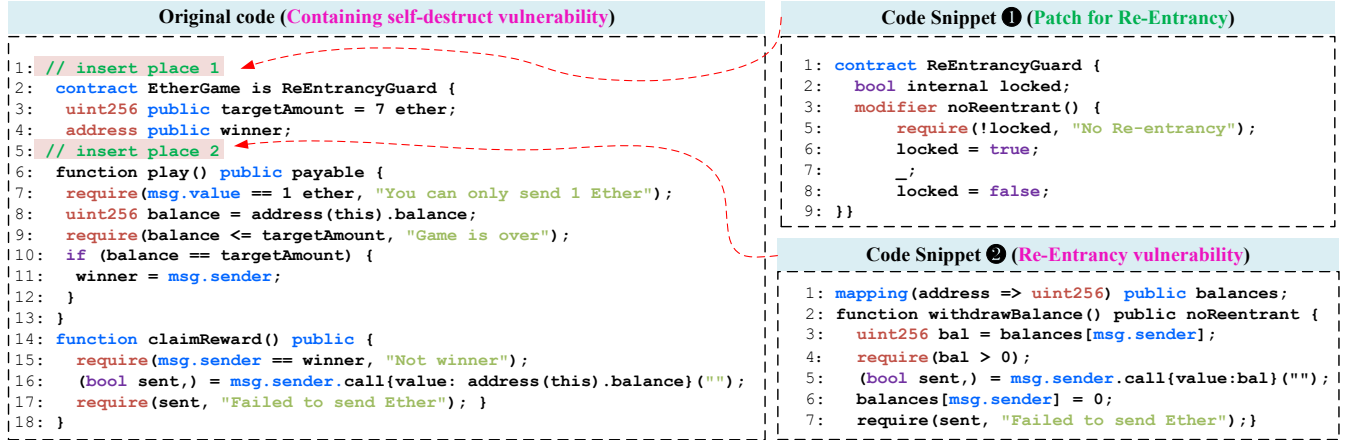 Original code (Containing self-destruct vulnerability)
1: // insert place 1
2: contract EtherGame is ReEntrancyGuard {
3: uint256 public targetAmount = 7 ether;
4: address public winner;
5: // insert place 2
6: function play() public payable {
7: require(msg.value == 1 ether, "You can only send 1 Ether");
8: uint256 balance = address(this).balance;
9: require(balance <= targetAmount, "Game is over");
10: if (balance == targetAmount) {
11: winner = msg.sender;
12: }
13: }
14: function claimReward() public {
15: require(msg.sender == winner, "Not winner");
16: (bool sent,) = msg.sender.call{value: address(this).balance}("");
17: require(sent, "Failed to send Ether"); }
18: }
Code Snippet ❶ (Patch for Re-Entrancy)
1: contract ReEntrancyGuard {
2: bool internal locked;
3: modifier noReentrant() {
5: require(!locked, "No Re-entrancy");
6: locked = true;
7: _;
8: locked = false;
9: }}
Code Snippet ❷ (Re-Entrancy vulnerability)
1: mapping(address => uint256) public balances;
2: function withdrawBalance() public noReentrant {
3: uint256 bal = balances[msg.sender];
4: require(bal > 0);
5: (bool sent,) = msg.sender.call{value:bal}("");
6: balances[msg.sender] = 0;
7: require(sent, "Failed to send Ether");}